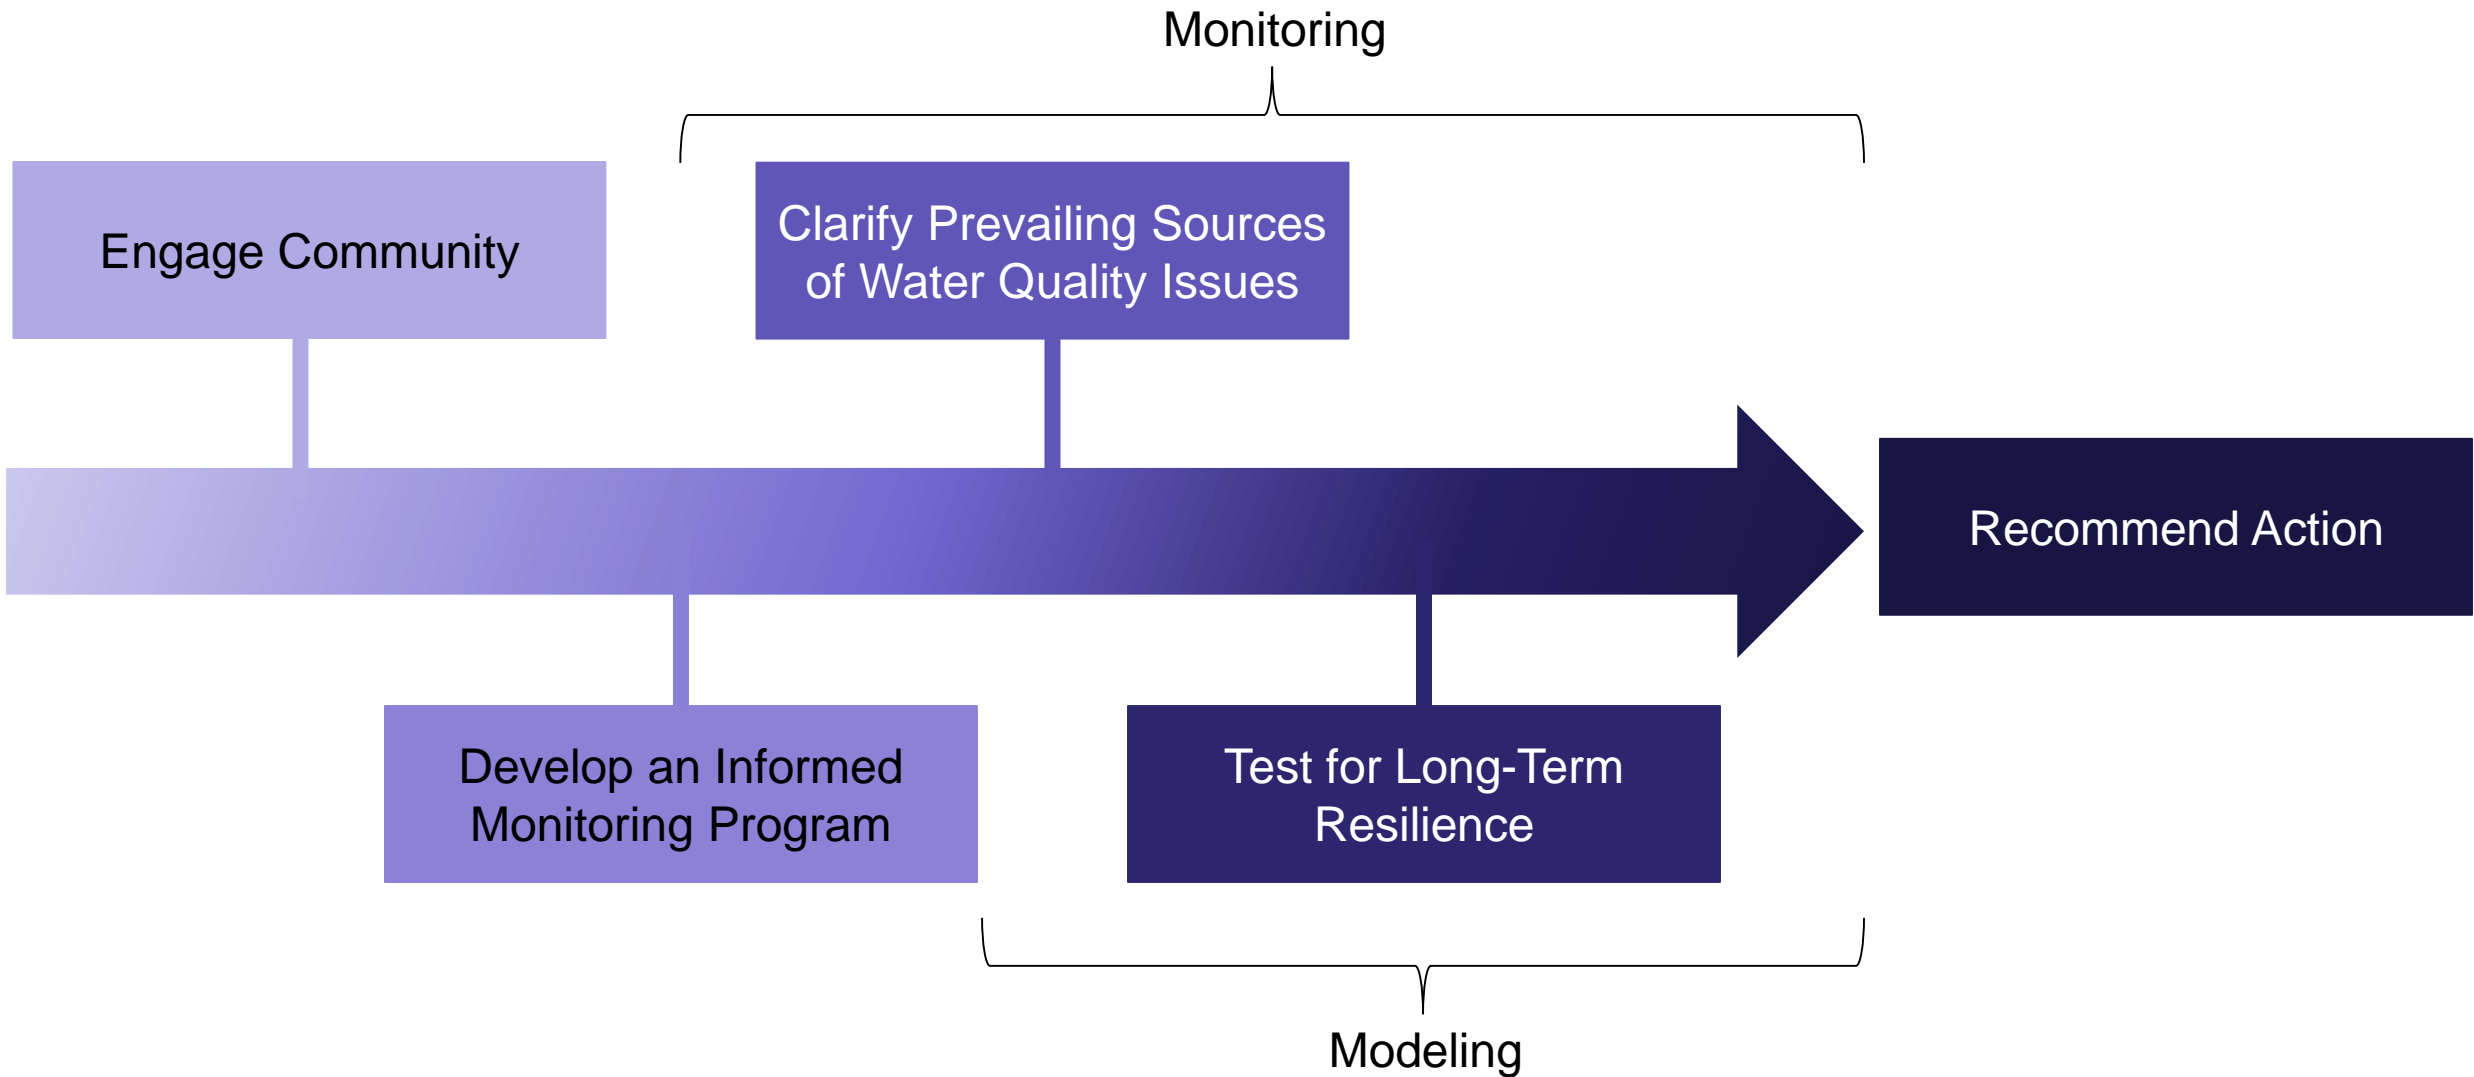 Monitoring
Engage Community
Clarify Prevailing Sources
of Water Quality Issues
Recommend Action
Develop an Informed
Monitoring Program
Test for Long-Term
Resilience
Modeling